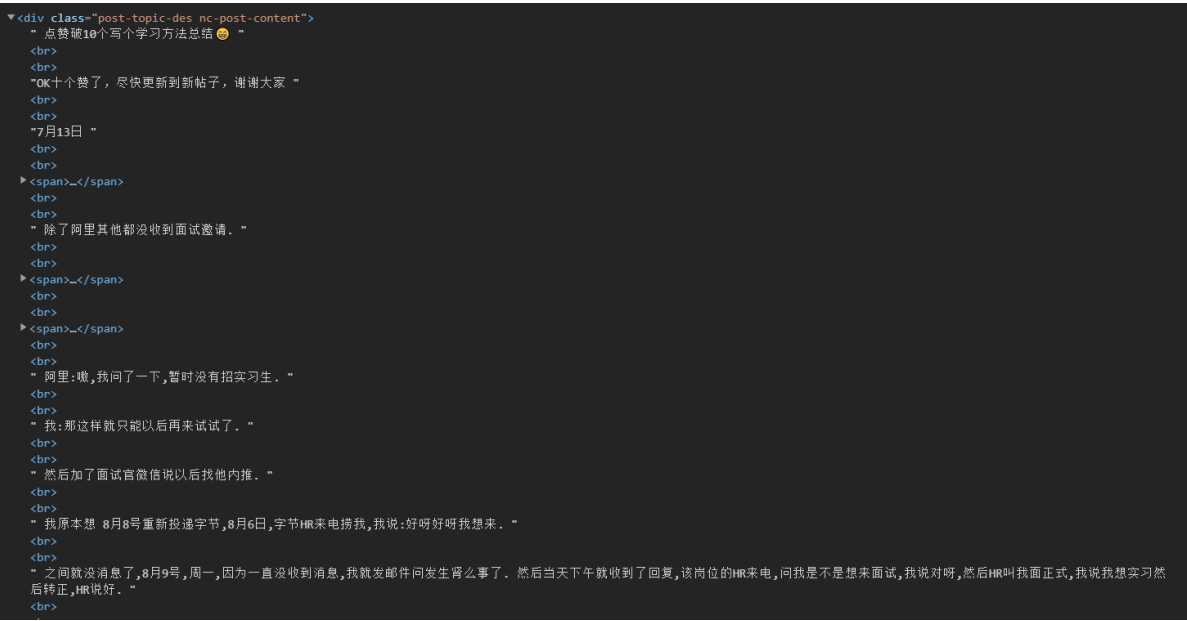 ▼<div class="post-topic-des nc-post-content">
" 点赞破10个写个学习方法总结😁 "
<br>
<br>
"OK十个赞了，尽快更新到新帖子，谢谢大家 "
<br>
<br>
"7月13日 "
<br>
<br>
▶<span>…</span>
<br>
<br>
" 除了阿里其他都没收到面试邀请. "
<br>
<br>
▶<span>…</span>
<br>
<br>
▶<span>…</span>
<br>
<br>
" 阿里:嗷,我问了一下,暂时没有招实习生. "
<br>
<br>
" 我:那这样就只能以后再来试试了. "
<br>
<br>
" 然后加了面试官微信说以后找他内推. "
<br>
<br>
" 我原本想 8月8号重新投递字节,8月6日,字节HR来电捞我,我说:好呀好呀我想来. "
<br>
<br>
" 之间就没消息了,8月9号,周一,因为一直没收到消息,我就发邮件问发生肾么事了. 然后当天下午就收到了回复,该岗位的HR来电,问我是不是想来面试,我说对呀,然后HR叫我面正式,我说我想实习然
后转正,HR说好. "
<br>